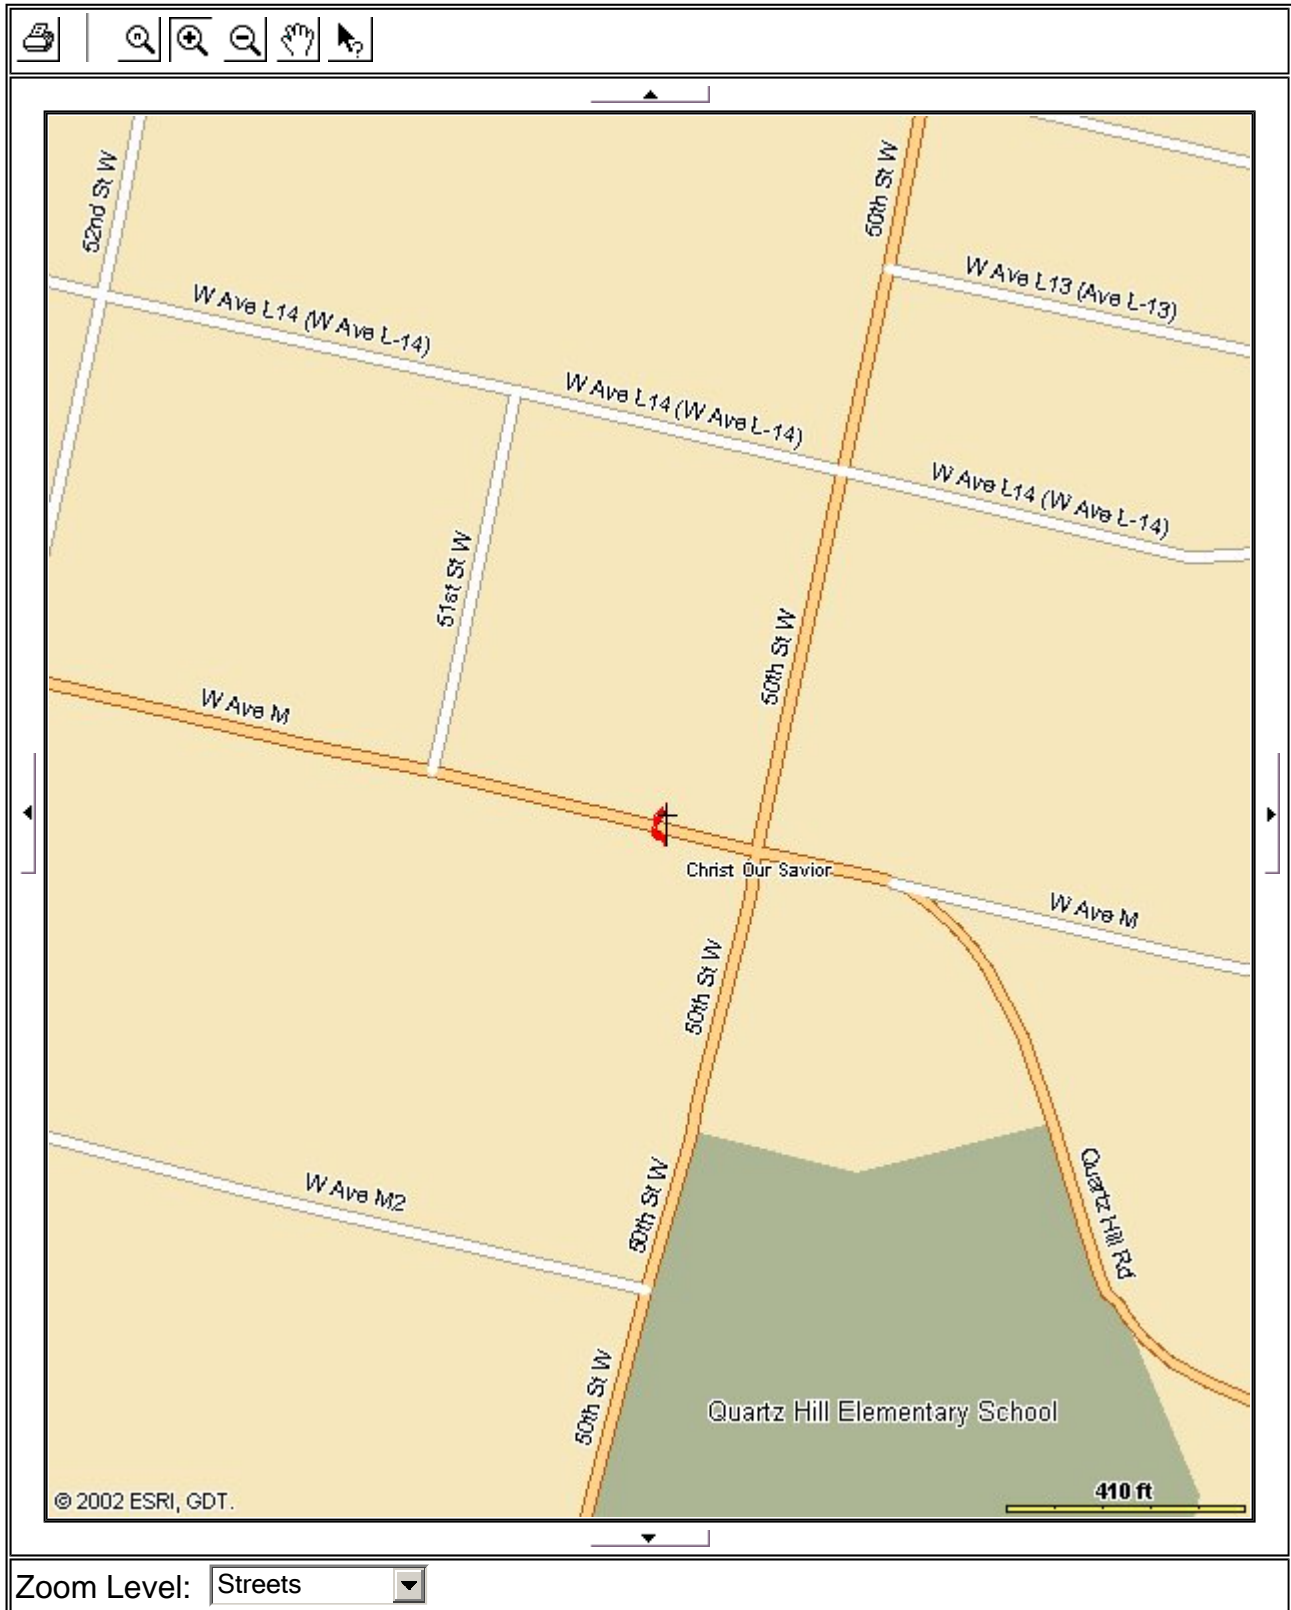 50th St W
52nd St W
W Ave L13 (Ave L-13)
W Ave L14 (W Ave L-14)
W Ave L14 (W Ave L-14)
W Ave L14 (W Ave L-14)
51st St W
50th St W
W Ave M
Christ Our Savior
W Ave M
50th St W
W Ave M2
50th St W
Quartz Hill Rd
50th St W
Quartz Hill Elementary School
© 2002 ESRI, GDT.
410 ft
Zoom Level: Streets